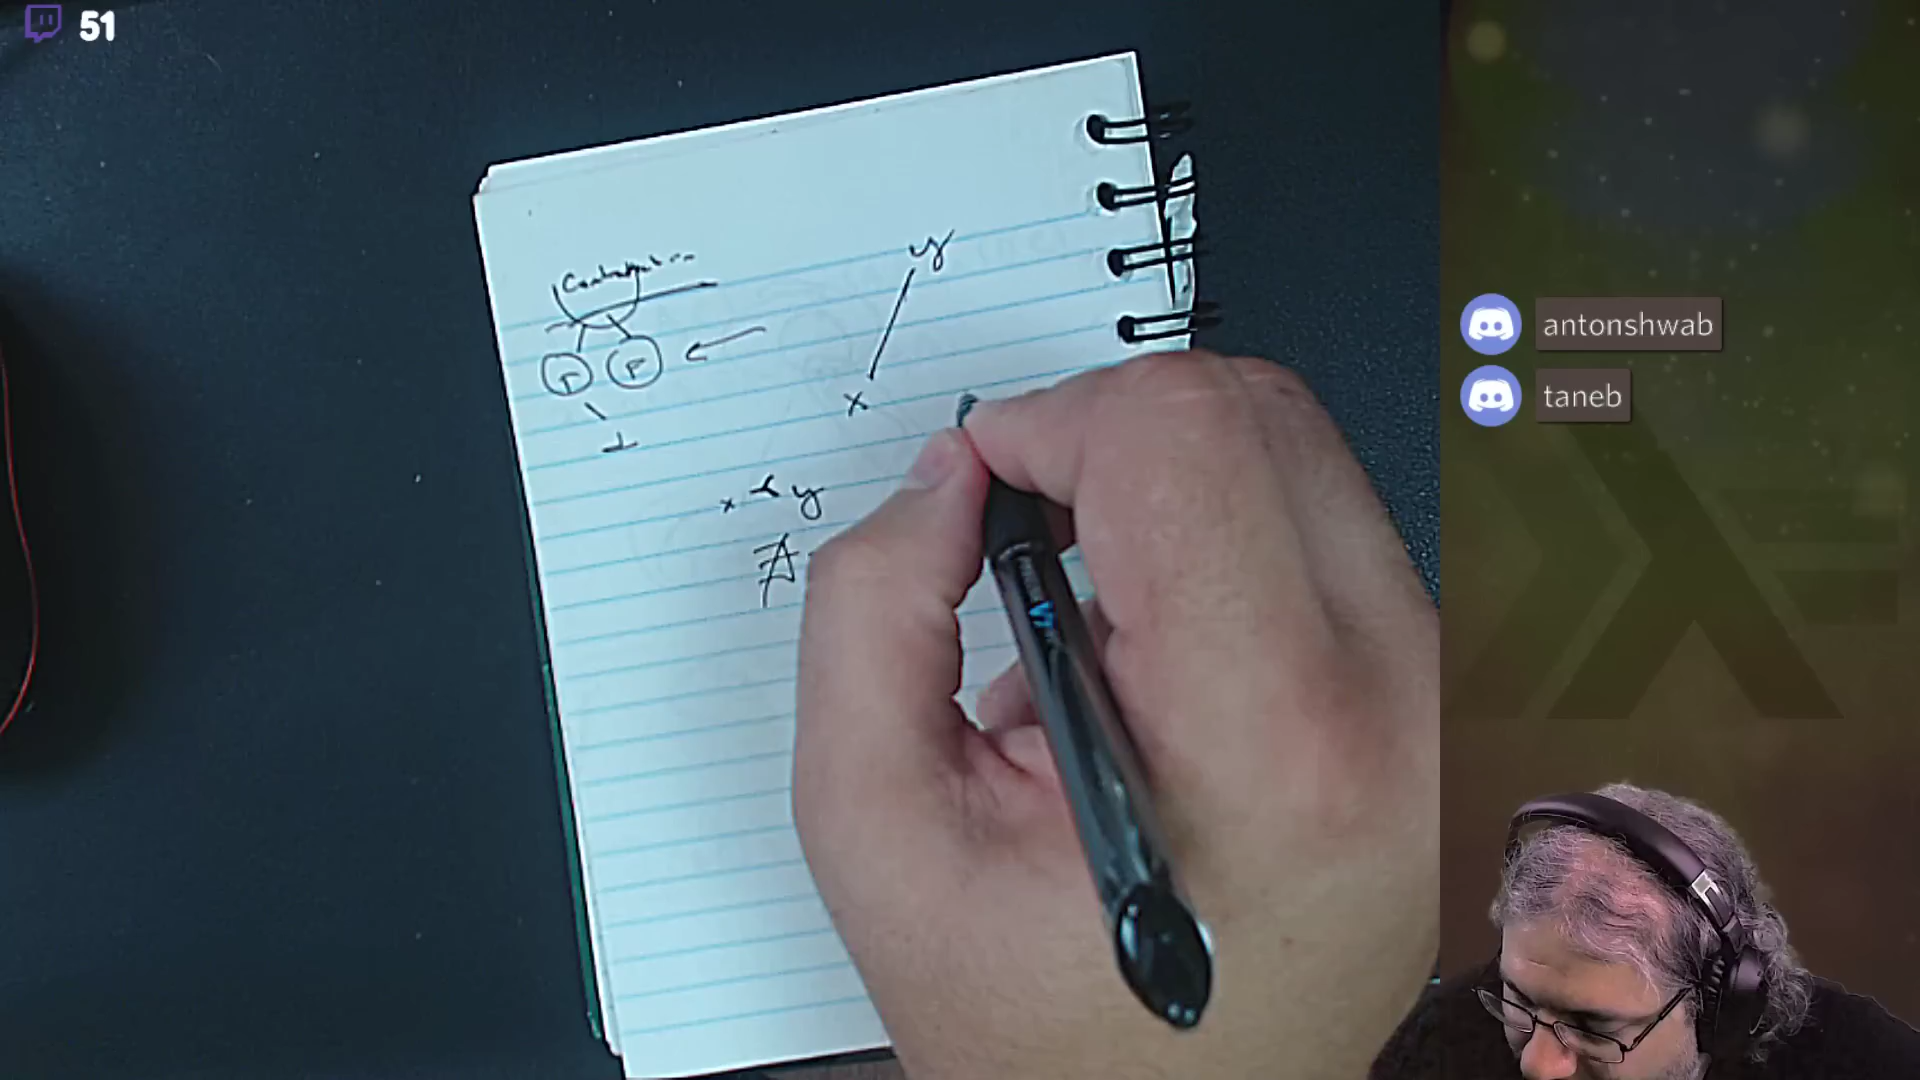 51
y
P P
x
⊥
x ⋖ y
∄
antonshwab
taneb